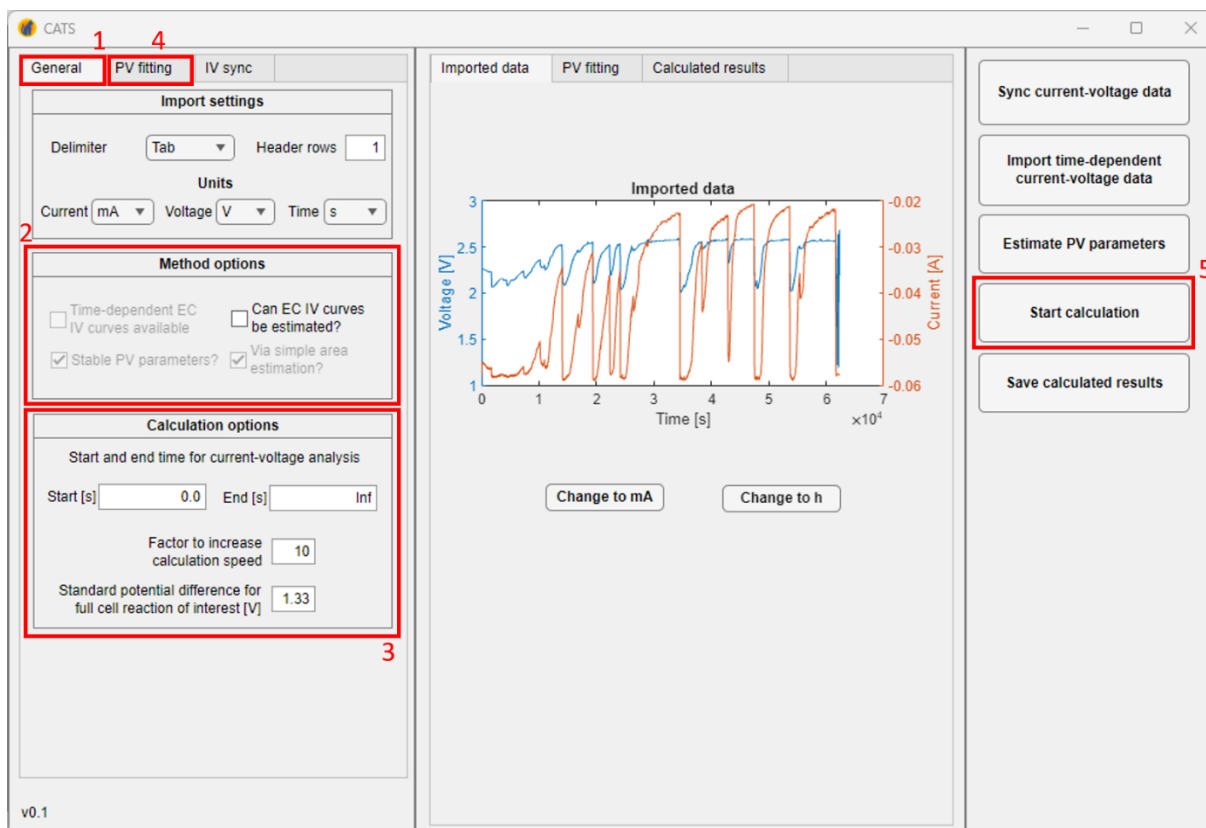 CATS
1
4
General
PV fitting
IV sync
Import settings
Delimiter
Tab
Header rows
1
Units
Current
mA
Voltage
V
Time
s
2
Method options
Time-dependent EC
IV curves available
Can EC IV curves
be estimated?
Stable PV parameters?
Via simple area
estimation?
Calculation options
Start and end time for current-voltage analysis
Start [s]
0.0
End [s]
Inf
Factor to increase
calculation speed
10
Standard potential difference for
full cell reaction of interest [V]
1.33
3
v0.1
Imported data
PV fitting
Calculated results
Imported data
Voltage [V]
3
2.5
2
1.5
1
0
1
2
3
4
5
6
7
Time [s]
×10⁴
-0.02
-0.03
-0.04
-0.05
-0.06
Current [A]
Change to mA
Change to h
Sync current-voltage data
Import time-dependent
current-voltage data
Estimate PV parameters
5
Start calculation
Save calculated results